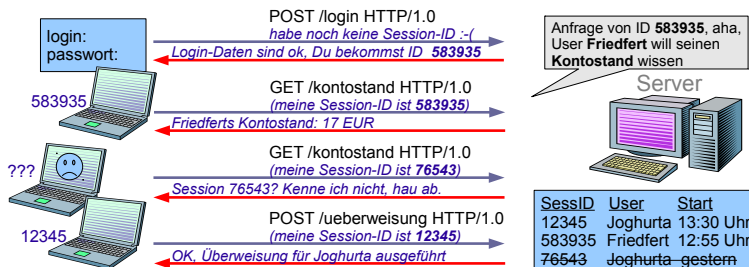 login:
passwort:
POST /login HTTP/1.0
habe noch keine Session-ID :-(
Login-Daten sind ok, Du bekommst ID 583935
583935
GET /kontostand HTTP/1.0
(meine Session-ID ist 583935)
Friedferts Kontostand: 17 EUR
???
GET /kontostand HTTP/1.0
(meine Session-ID ist 76543)
Session 76543? Kenne ich nicht, hau ab.
12345
POST /ueberweisung HTTP/1.0
(meine Session-ID ist 12345)
OK, Überweisung für Joghurta ausgeführt
Anfrage von ID 583935, aha,
User Friedfert will seinen
Kontostand wissen
Server
SessID User Start
12345 Joghurta 13:30 Uhr
583935 Friedfert 12:55 Uhr
76543 Joghurta gestern